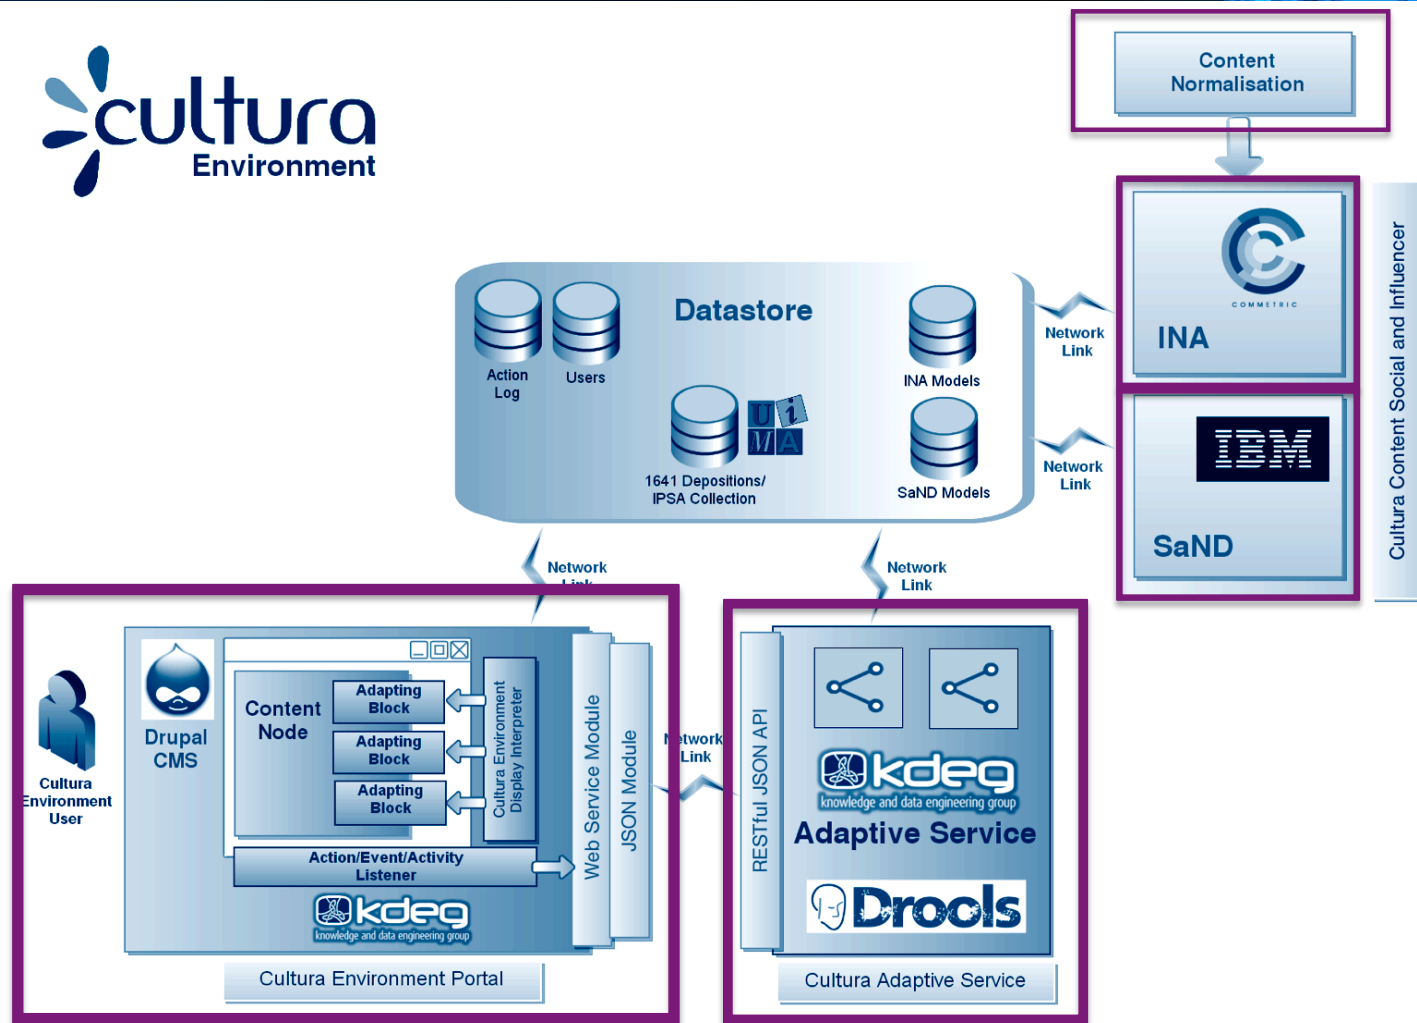 cultura
Environment
Content
Normalisation
COMMETRIC
INA
IBM
SaND
Cultura Content Social and Influencer
Datastore
Action
Log
Users
INA Models
UiMA
1641 Depositions/
IPSA Collection
SaND Models
Network
Link
Network
Link
Network
Link
Network
Link
Cultura
Environment
User
Drupal
CMS
Content
Node
Adapting
Block
Adapting
Block
Adapting
Block
Cultura Environment
Display Interpreter
Action/Event/Activity
Listener
Web Service Module
JSON Module
kdeg
knowledge and data engineering group
Cultura Environment Portal
Network
Link
RESTful JSON API
kdeg
knowledge and data engineering group
Adaptive Service
Drools
Cultura Adaptive Service